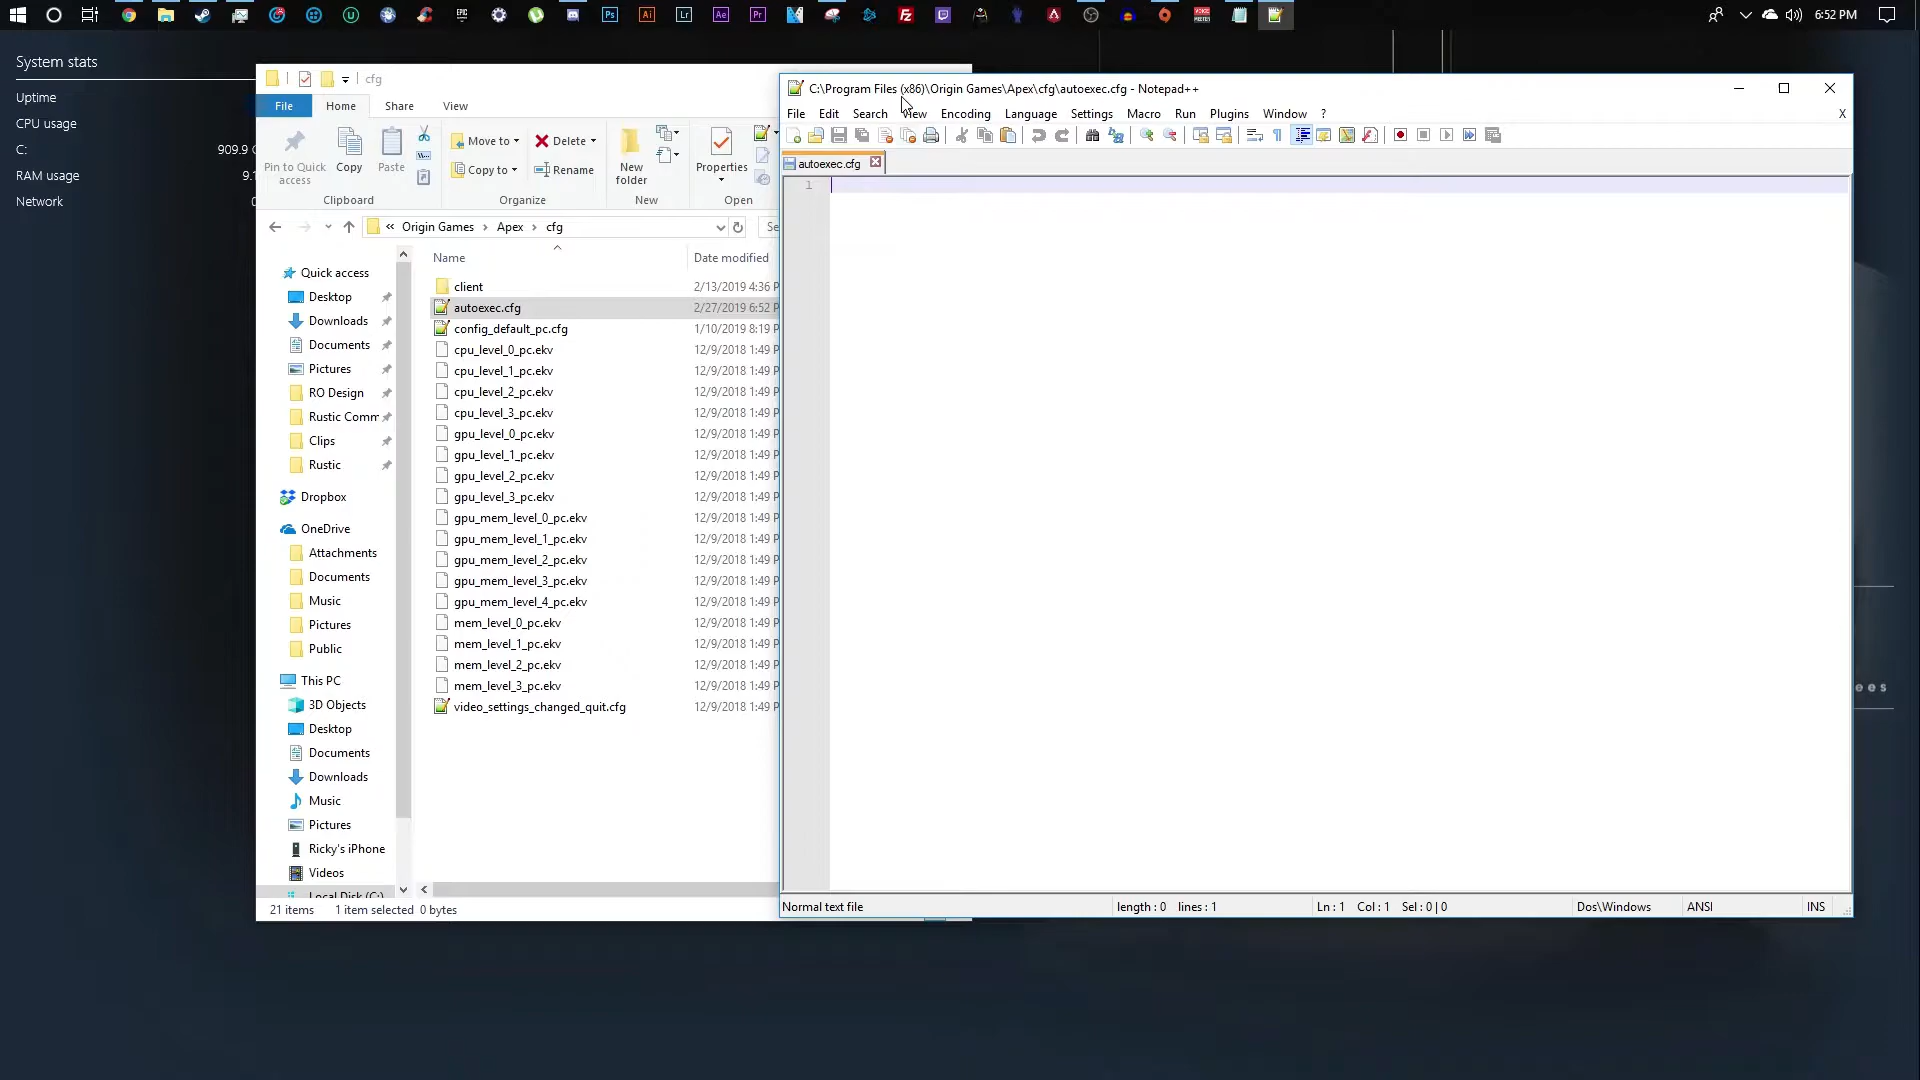 6:52 PM
System stats
Uptime
CPU usage
C: 909.9
RAM usage 9.1
Network
cfg
File Home Share View
Pin to Quick access
Copy
Paste
Move to
Copy to
Delete
Rename
New folder
Properties
Clipboard Organize New Open
« Origin Games › Apex › cfg
Se
Name Date modified
Quick access
Desktop
Downloads
Documents
Pictures
RO Design
Rustic Comm
Clips
Rustic
Dropbox
OneDrive
Attachments
Documents
Music
Pictures
Public
This PC
3D Objects
Desktop
Documents
Downloads
Music
Pictures
Ricky's iPhone
Videos
Local Disk (C:)
client 2/13/2019 4:36 P
autoexec.cfg 2/27/2019 6:52 P
config_default_pc.cfg 1/10/2019 8:19 P
cpu_level_0_pc.ekv 12/9/2018 1:49 P
cpu_level_1_pc.ekv 12/9/2018 1:49 P
cpu_level_2_pc.ekv 12/9/2018 1:49 P
cpu_level_3_pc.ekv 12/9/2018 1:49 P
gpu_level_0_pc.ekv 12/9/2018 1:49 P
gpu_level_1_pc.ekv 12/9/2018 1:49 P
gpu_level_2_pc.ekv 12/9/2018 1:49 P
gpu_level_3_pc.ekv 12/9/2018 1:49 P
gpu_mem_level_0_pc.ekv 12/9/2018 1:49 P
gpu_mem_level_1_pc.ekv 12/9/2018 1:49 P
gpu_mem_level_2_pc.ekv 12/9/2018 1:49 P
gpu_mem_level_3_pc.ekv 12/9/2018 1:49 P
gpu_mem_level_4_pc.ekv 12/9/2018 1:49 P
mem_level_0_pc.ekv 12/9/2018 1:49 P
mem_level_1_pc.ekv 12/9/2018 1:49 P
mem_level_2_pc.ekv 12/9/2018 1:49 P
mem_level_3_pc.ekv 12/9/2018 1:49 P
video_settings_changed_quit.cfg 12/9/2018 1:49 P
21 items 1 item selected 0 bytes
C:\Program Files (x86)\Origin Games\Apex\cfg\autoexec.cfg - Notepad++
File Edit Search View Encoding Language Settings Macro Run Plugins Window ? X
autoexec.cfg
1
Normal text file length : 0 lines : 1 Ln : 1 Col : 1 Sel : 0 | 0 Dos\Windows ANSI INS
ees